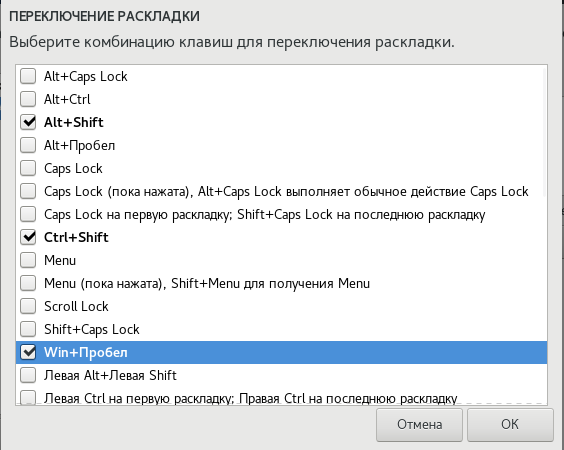 ПЕРЕКЛЮЧЕНИЕ РАСКЛАДКИ
Выберите комбинацию клавиш для переключения раскладки.
Alt+Caps Lock
Alt+Ctrl
Alt+Shift
Alt+Пробел
Caps Lock
Caps Lock (пока нажата), Alt+Caps Lock выполняет обычное действие Caps Lock
Caps Lock на первую раскладку; Shift+Caps Lock на последнюю раскладку
Ctrl+Shift
Menu
Menu (пока нажата), Shift+Menu для получения Menu
Scroll Lock
Shift+Caps Lock
Win+Пробел
Левая Alt+Левая Shift
Левая Ctrl на первую раскладку; Правая Ctrl на последнюю раскладку
Отмена
OK